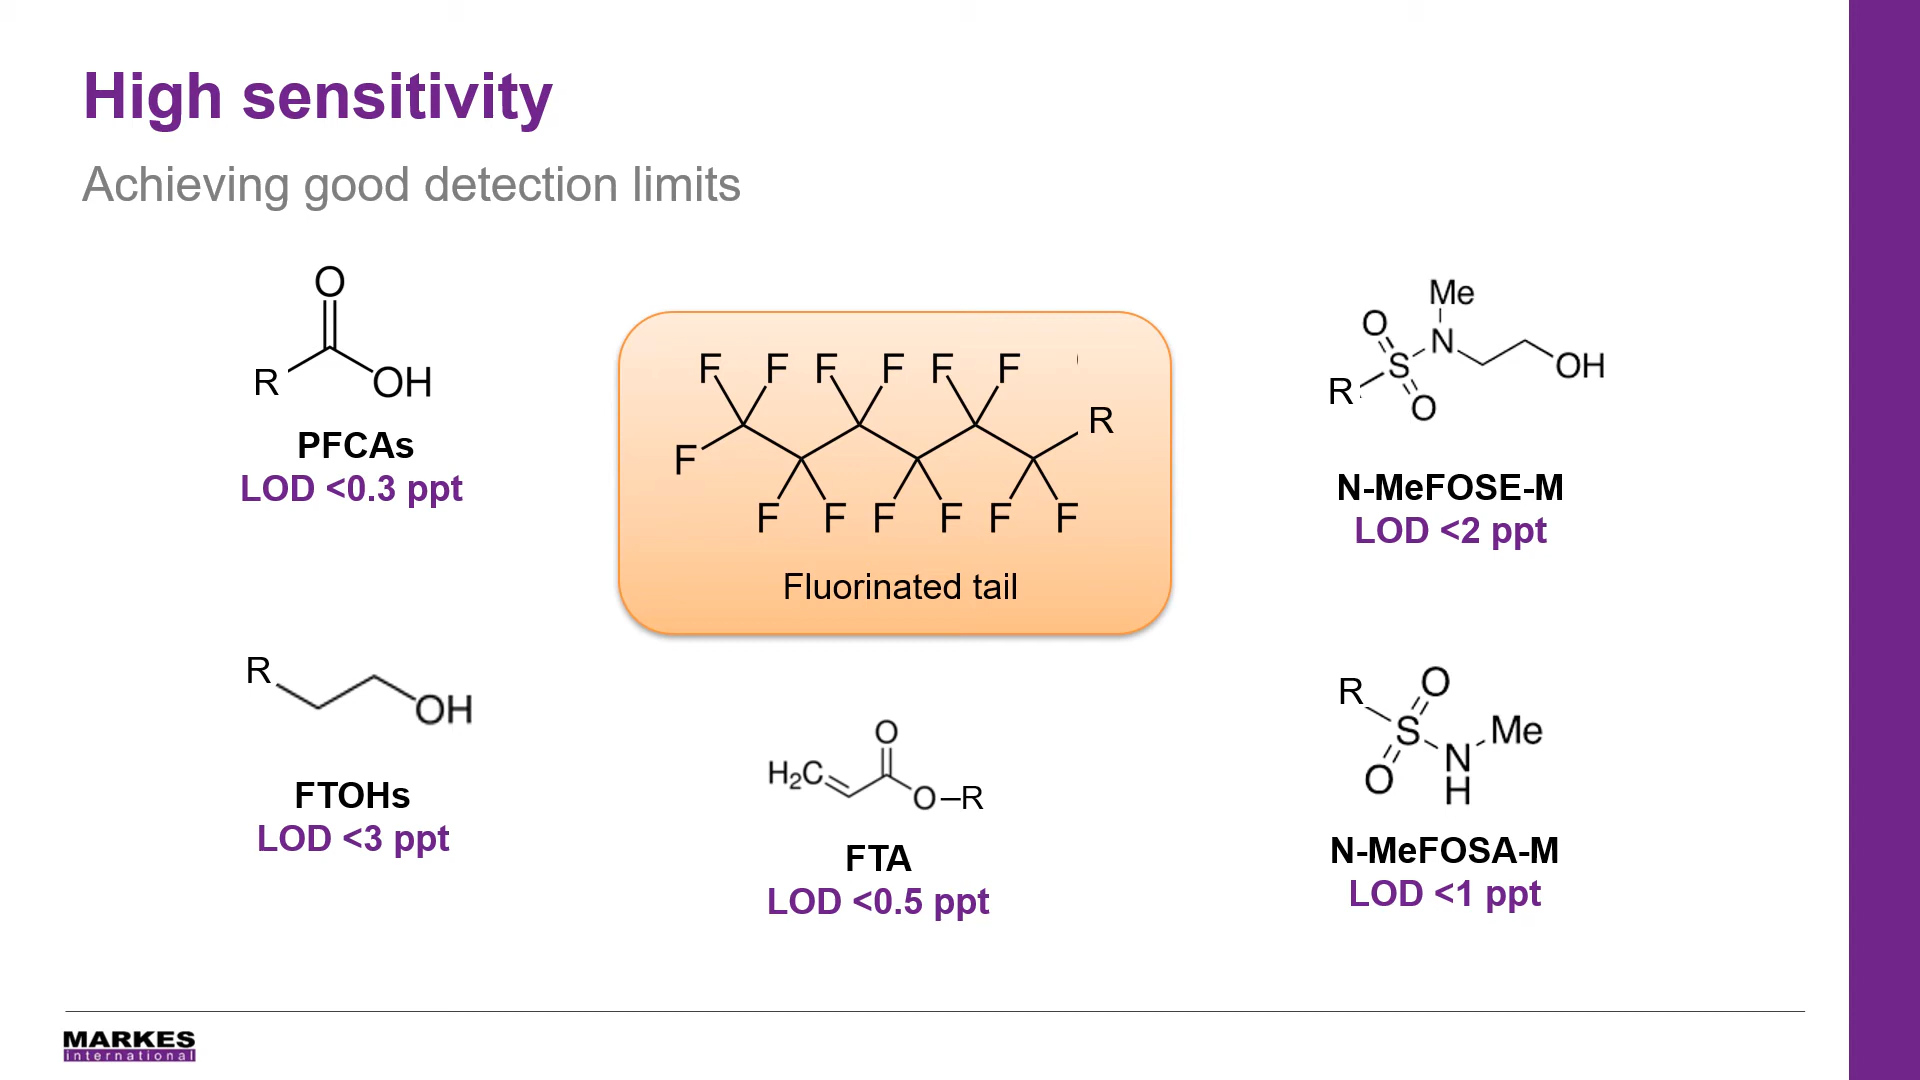 High sensitivity
Achieving good detection limits
O
R
OH
PFCAs
LOD <0.3 ppt
F F F F F F
R
F
F F F F F F
Fluorinated tail
Me
O
N
S
OH
R
O
N-MeFOSE-M
LOD <2 ppt
R
OH
FTOHs
LOD <3 ppt
O
H₂C
O–R
FTA
LOD <0.5 ppt
R
O
S
Me
N
O
H
N-MeFOSA-M
LOD <1 ppt
MARKES
international